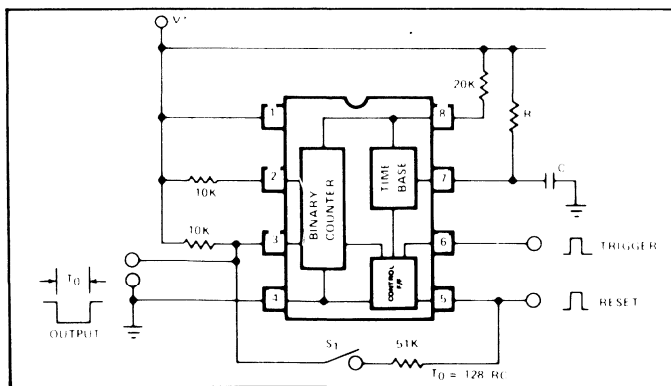 V+
20K
R
1
8
2
BINARY COUNTER
TIME BASE
7
C
10K
10K
3
6
TRIGGER
T0
CONTROL F/F
4
5
RESET
OUTPUT
S1
51K
T0 = 128 RC